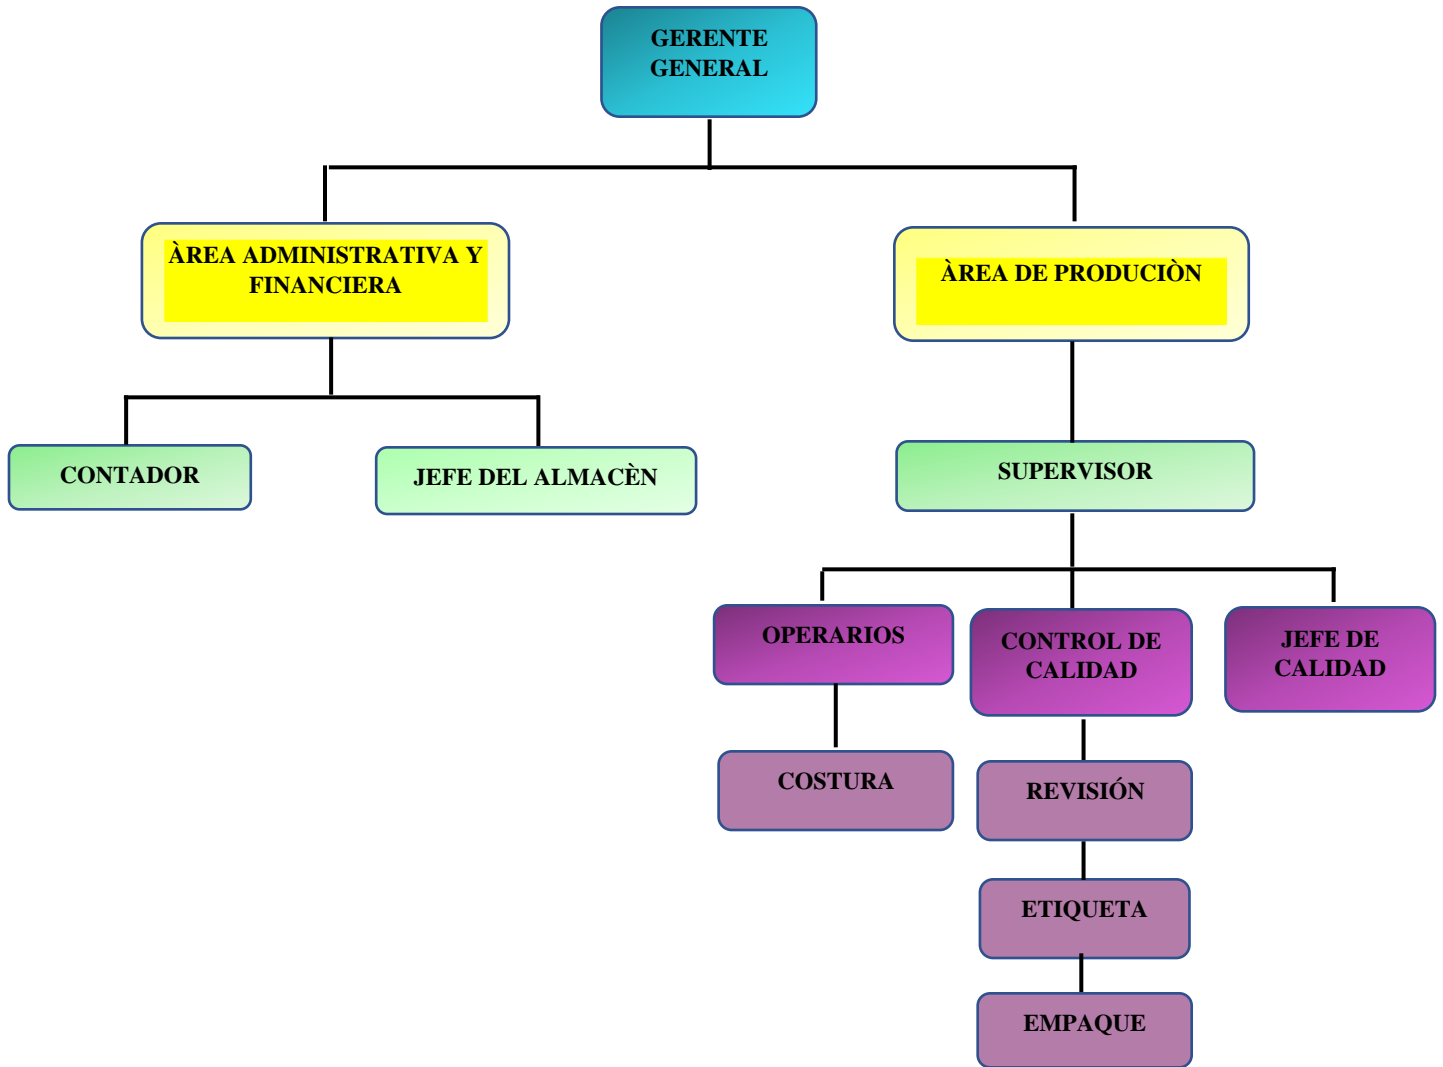 GERENTE
GENERAL
ÀREA ADMINISTRATIVA Y
FINANCIERA
ÀREA DE PRODUCIÒN
CONTADOR
JEFE DEL ALMACÈN
SUPERVISOR
OPERARIOS
CONTROL DE
CALIDAD
JEFE DE
CALIDAD
COSTURA
REVISIÓN
ETIQUETA
EMPAQUE